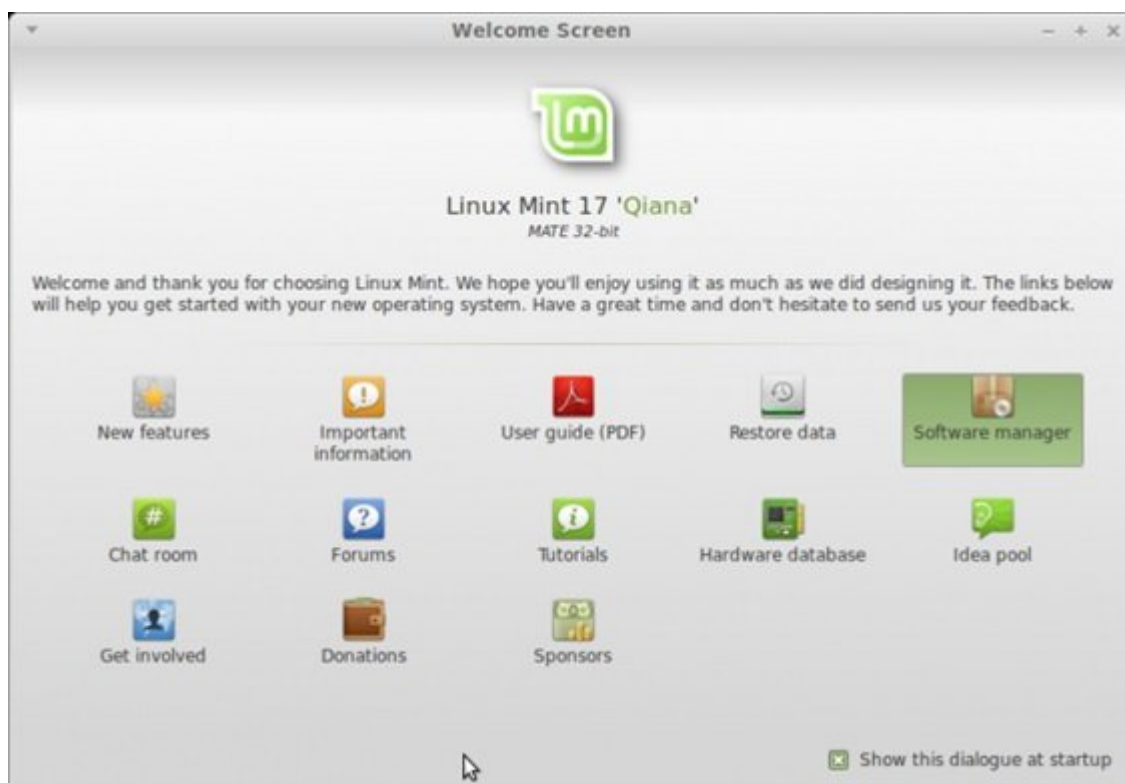 Welcome Screen
lm
Linux Mint 17 'Qiana'
MATE 32-bit
Welcome and thank you for choosing Linux Mint. We hope you'll enjoy using it as much as we did designing it. The links below
will help you get started with your new operating system. Have a great time and don't hesitate to send us your feedback.
New features
Important
information
User guide (PDF)
Restore data
Software manager
Chat room
Forums
Tutorials
Hardware database
Idea pool
Get involved
Donations
Sponsors
Show this dialogue at startup